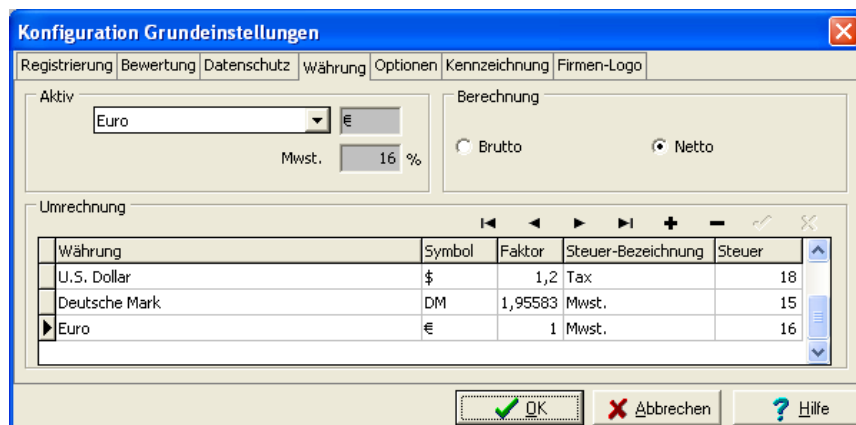 Konfiguration Grundeinstellungen
Registrierung Bewertung Datenschutz Währung Optionen Kennzeichnung Firmen-Logo
Aktiv
Euro €
Mwst. 16 %
Berechnung
Brutto Netto
Umrechnung
Währung Symbol Faktor Steuer-Bezeichnung Steuer
U.S. Dollar $ 1,2 Tax 18
Deutsche Mark DM 1,95583 Mwst. 15
Euro € 1 Mwst. 16
OK Abbrechen Hilfe